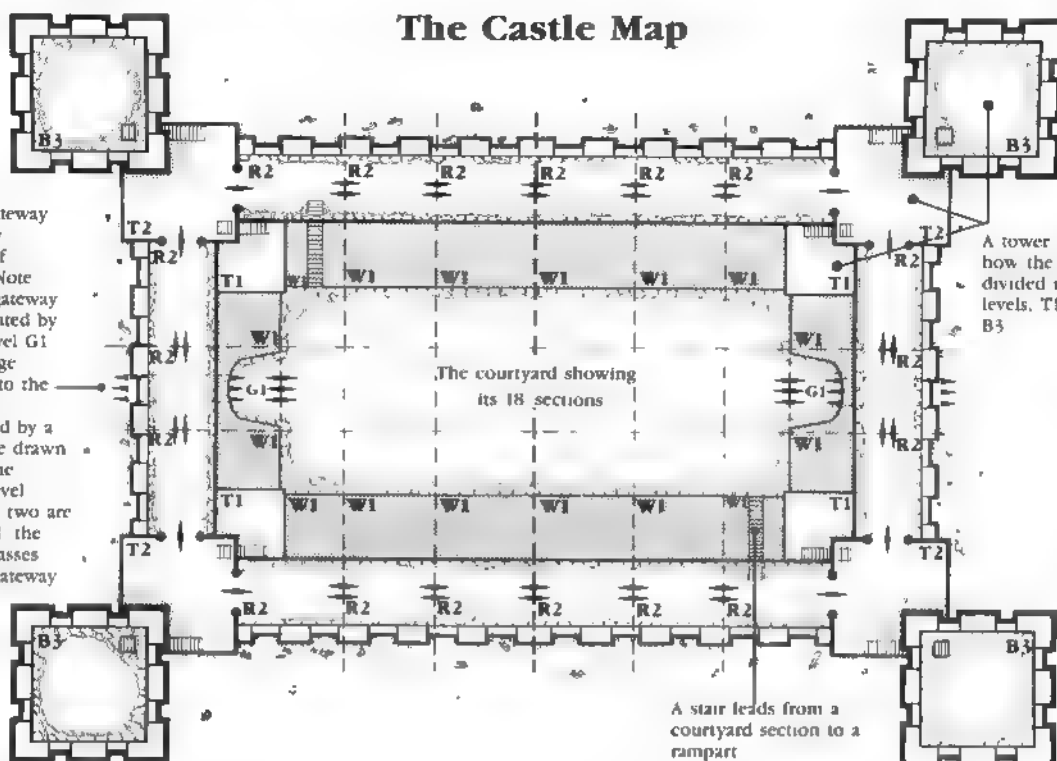 The Castle Map
B3
B3
R2 R2 R2 R2 R2 R2
ateway
f
Note
gateway
ated by
vel G1
ge
to the
ed by a
e drawn
ne
vel
two are
the
asses
ateway
T2
T2
R2
R2
A tower
how the
divided
levels. T1
B3
T1
W1 W1 W1 W1 W1 W1
T1
R2
W1
W1
R2
G1
The courtyard showing
its 18 sections
G1
R2
W1
W1
R2
T1
W1 W1 W1 W1 W1 W1
T1
T2
T2
R2 R2 R2 R2 R2 R2
B3
B3
A stair leads from a
courtyard section to a
rampart